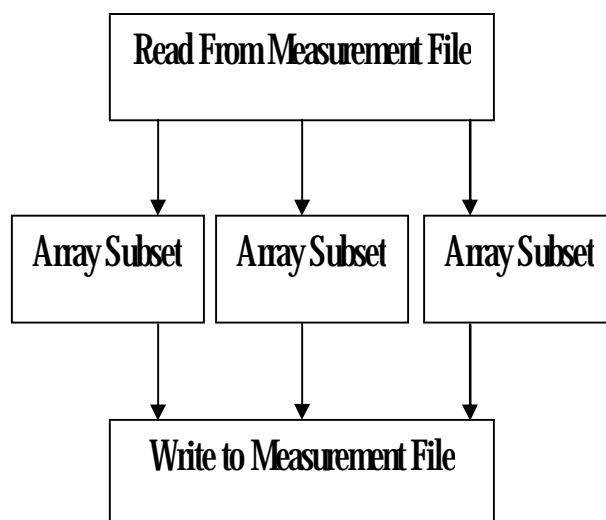 Read From Measurement File
Array Subset
Array Subset
Array Subset
Write to Measurement File